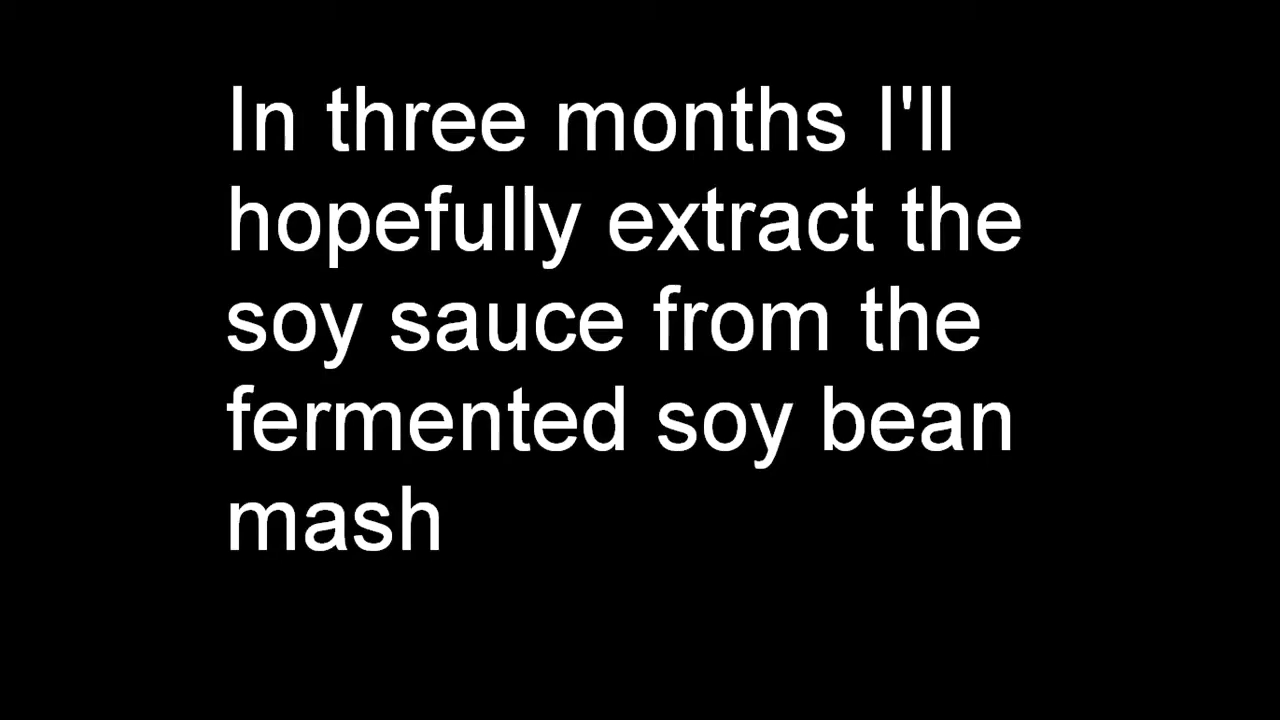 In three months I'll
hopefully extract the
soy sauce from the
fermented soy bean
mash